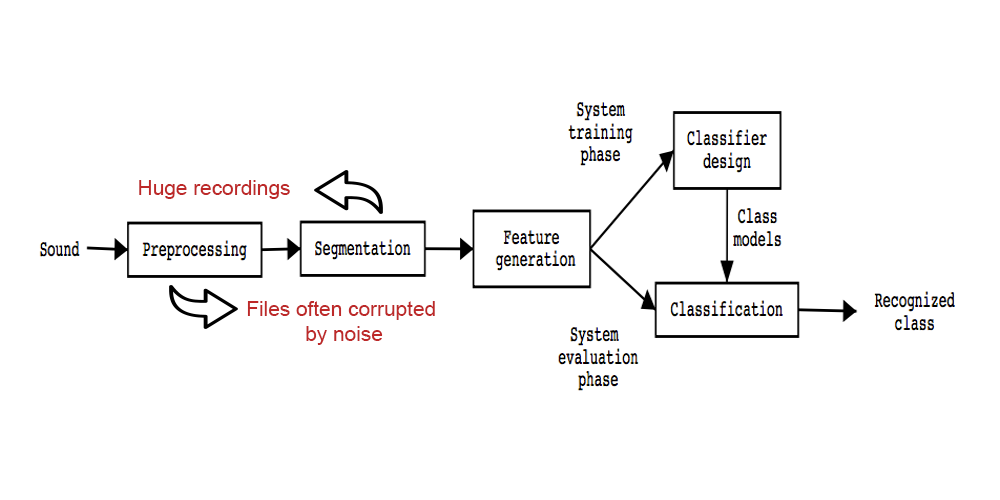 System
training
phase
Classifier
design
Huge recordings
Class
models
Sound
Preprocessing
Segmentation
Feature
generation
Files often corrupted
by noise
Classification
Recognized
class
System
evaluation
phase